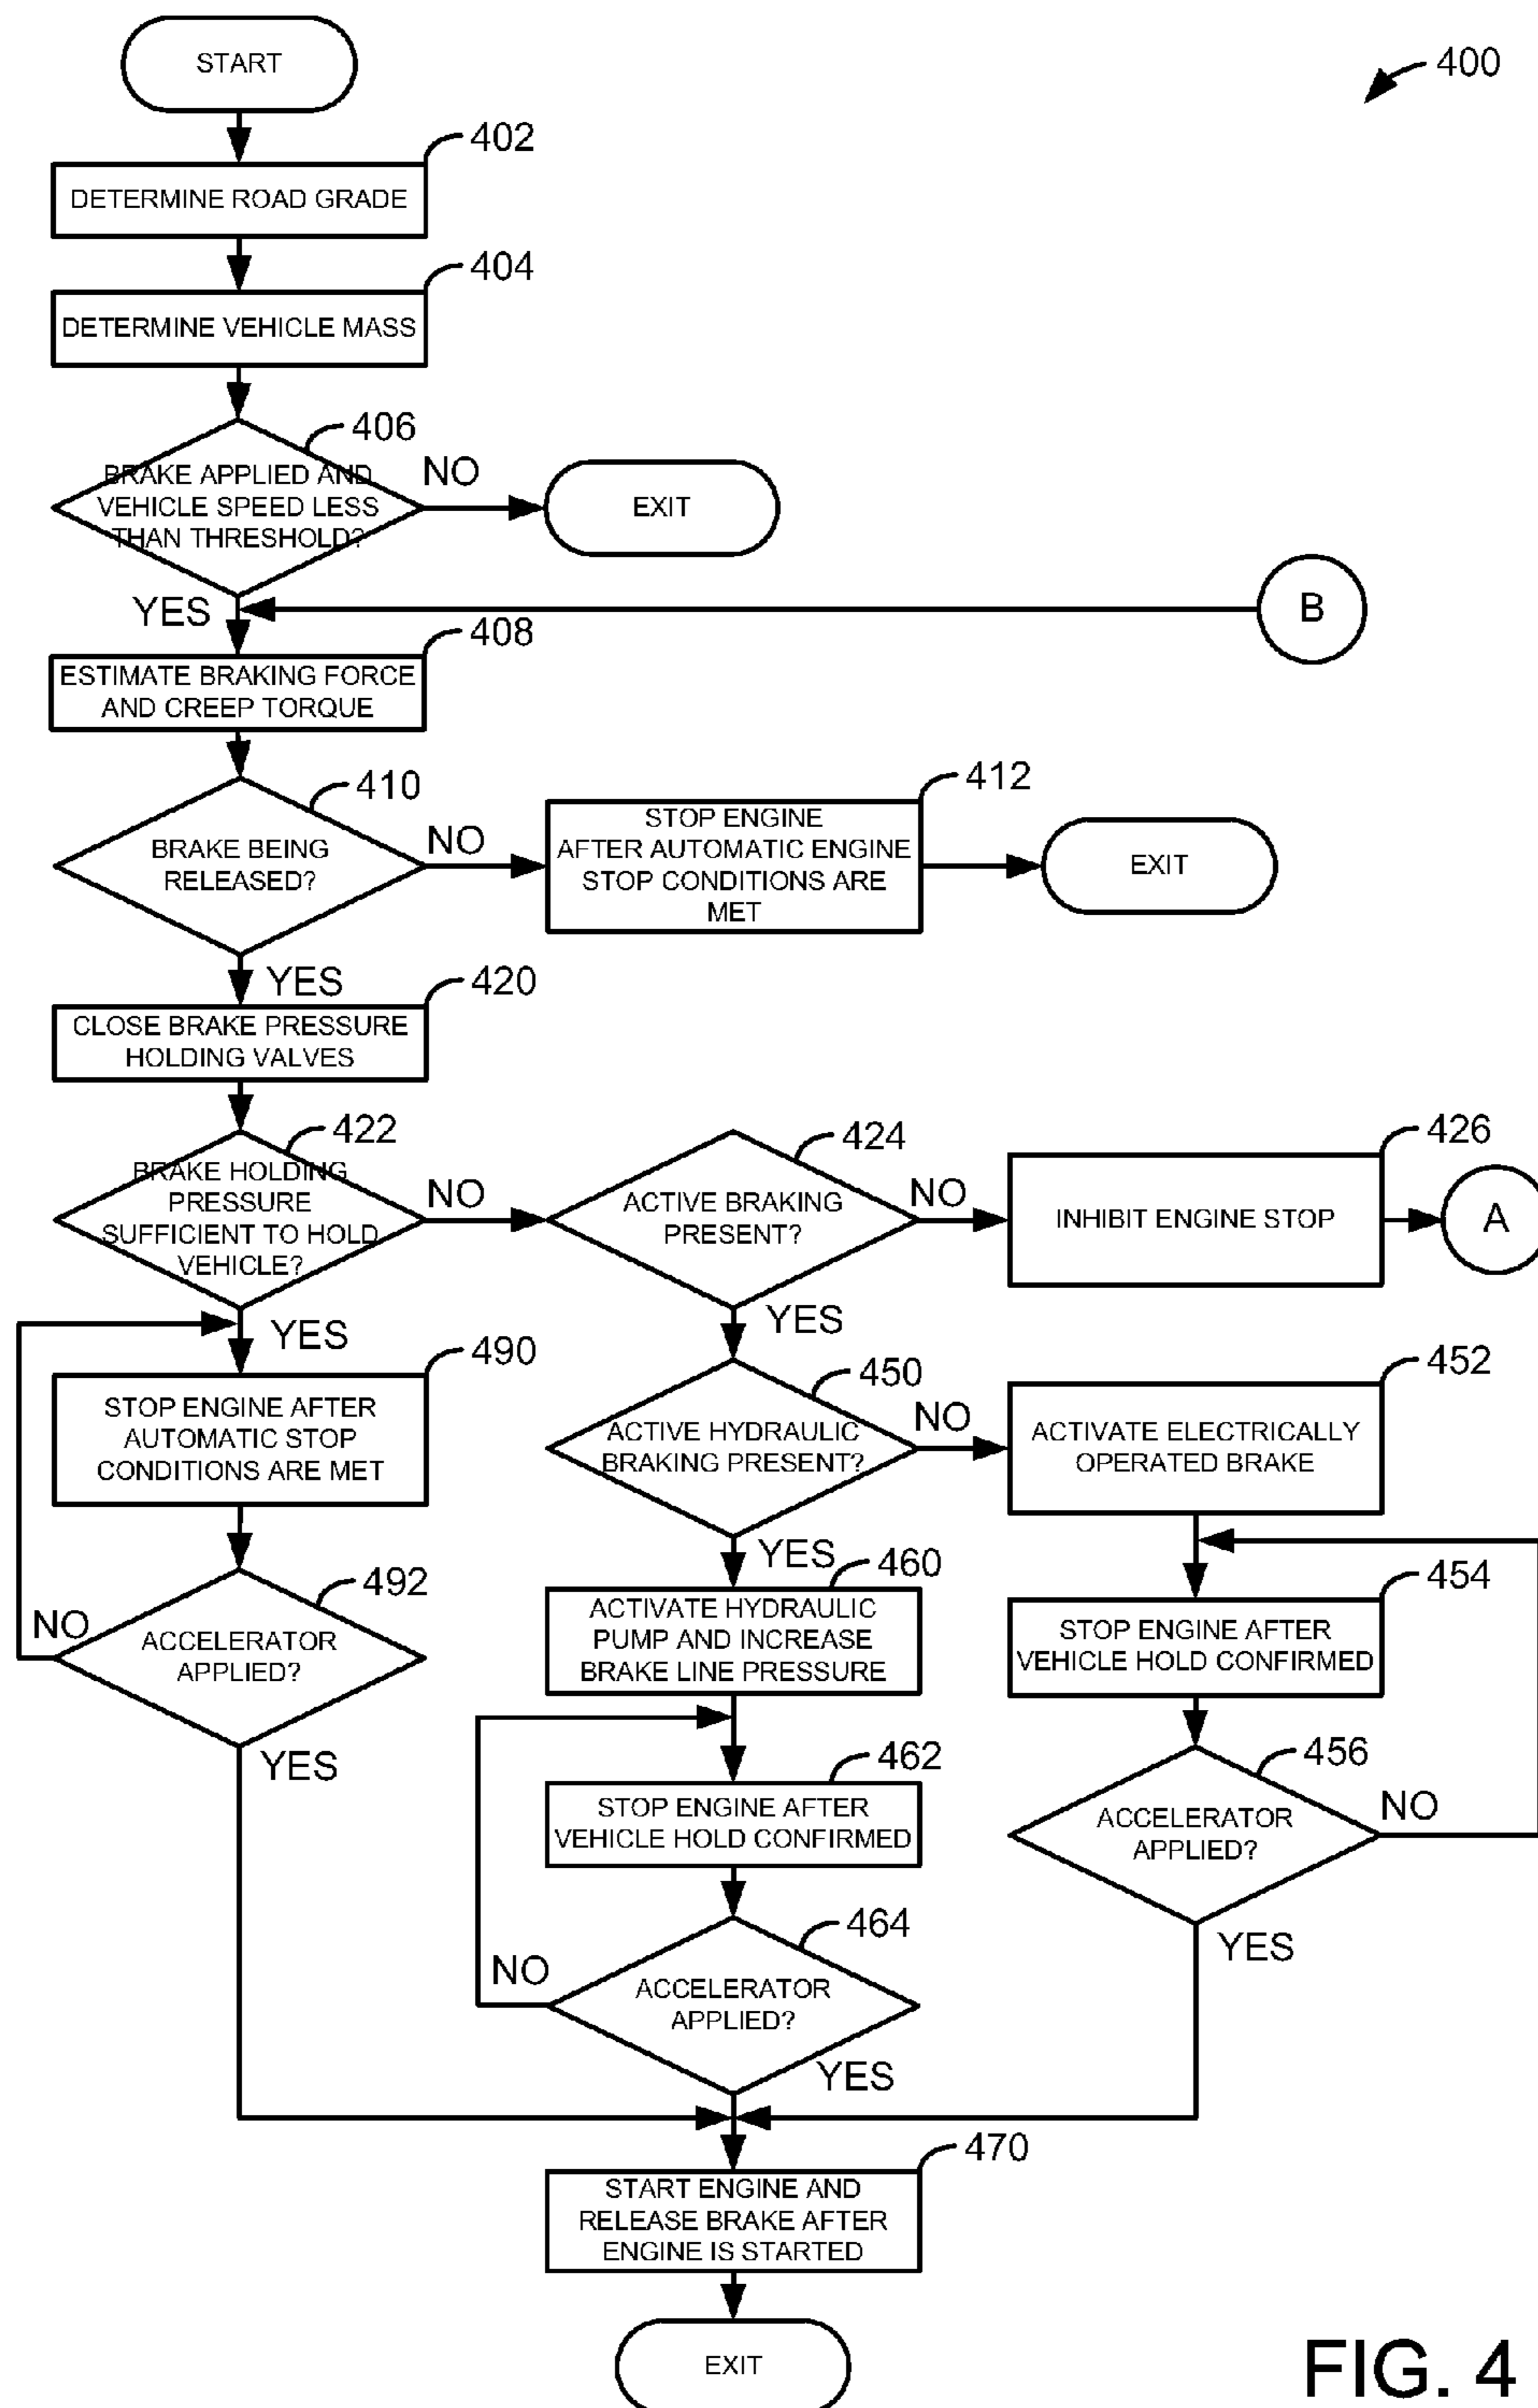 START
400
402
DETERMINE ROAD GRADE
404
DETERMINE VEHICLE MASS
406
BRAKE APPLIED AND
VEHICLE SPEED LESS
THAN THRESHOLD?
NO
EXIT
YES
B
408
ESTIMATE BRAKING FORCE
AND CREEP TORQUE
410
BRAKE BEING
RELEASED?
NO
412
STOP ENGINE
AFTER AUTOMATIC ENGINE
STOP CONDITIONS ARE
MET
EXIT
YES
420
CLOSE BRAKE PRESSURE
HOLDING VALVES
422
BRAKE HOLDING
PRESSURE
SUFFICIENT TO HOLD
VEHICLE?
NO
424
ACTIVE BRAKING
PRESENT?
NO
426
INHIBIT ENGINE STOP
A
YES
YES
490
STOP ENGINE AFTER
AUTOMATIC STOP
CONDITIONS ARE MET
450
ACTIVE HYDRAULIC
BRAKING PRESENT?
NO
452
ACTIVATE ELECTRICALLY
OPERATED BRAKE
YES
492
ACCELERATOR
APPLIED?
NO
YES
460
ACTIVATE HYDRAULIC
PUMP AND INCREASE
BRAKE LINE PRESSURE
454
STOP ENGINE AFTER
VEHICLE HOLD CONFIRMED
462
STOP ENGINE AFTER
VEHICLE HOLD CONFIRMED
456
ACCELERATOR
APPLIED?
NO
YES
464
ACCELERATOR
APPLIED?
NO
YES
470
START ENGINE AND
RELEASE BRAKE AFTER
ENGINE IS STARTED
EXIT
FIG. 4